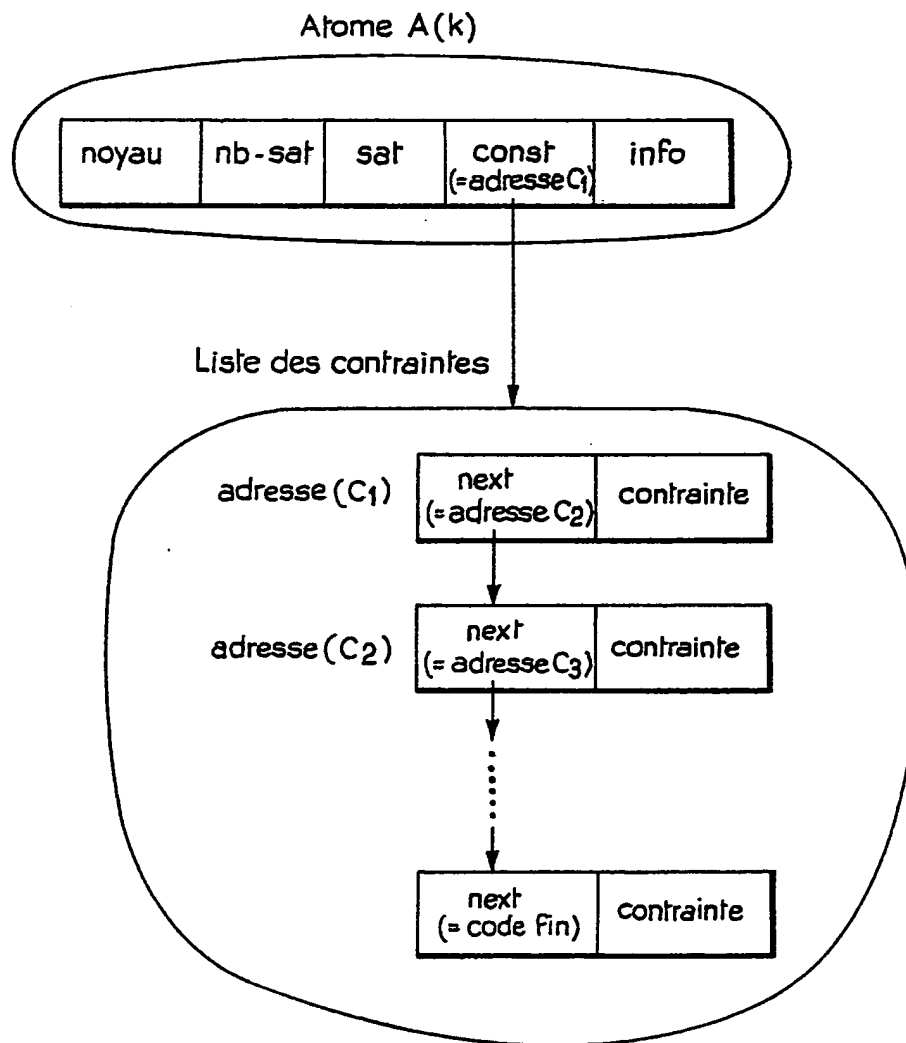 Atome A(k)
noyau nb-sat sat const info
(=adresse C1)
Liste des contraintes
adresse (C1) next contrainte
(=adresse C2)
adresse (C2) next contrainte
(= adresse C3)
next contrainte
(= code fin)